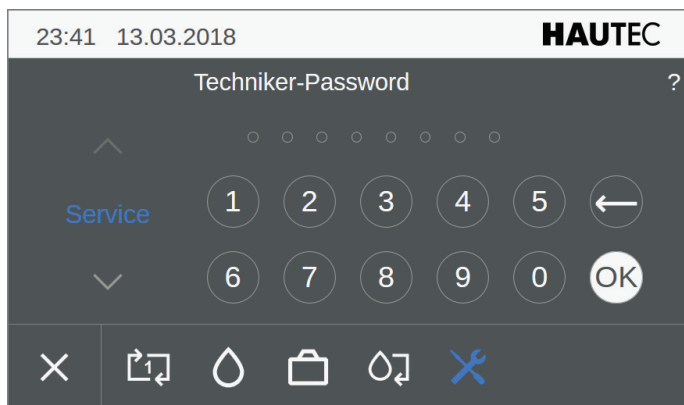 23:41 13.03.2018 HAUTEC
Techniker-Password ?
1 2 3 4 5
Service
6 7 8 9 0 OK
1